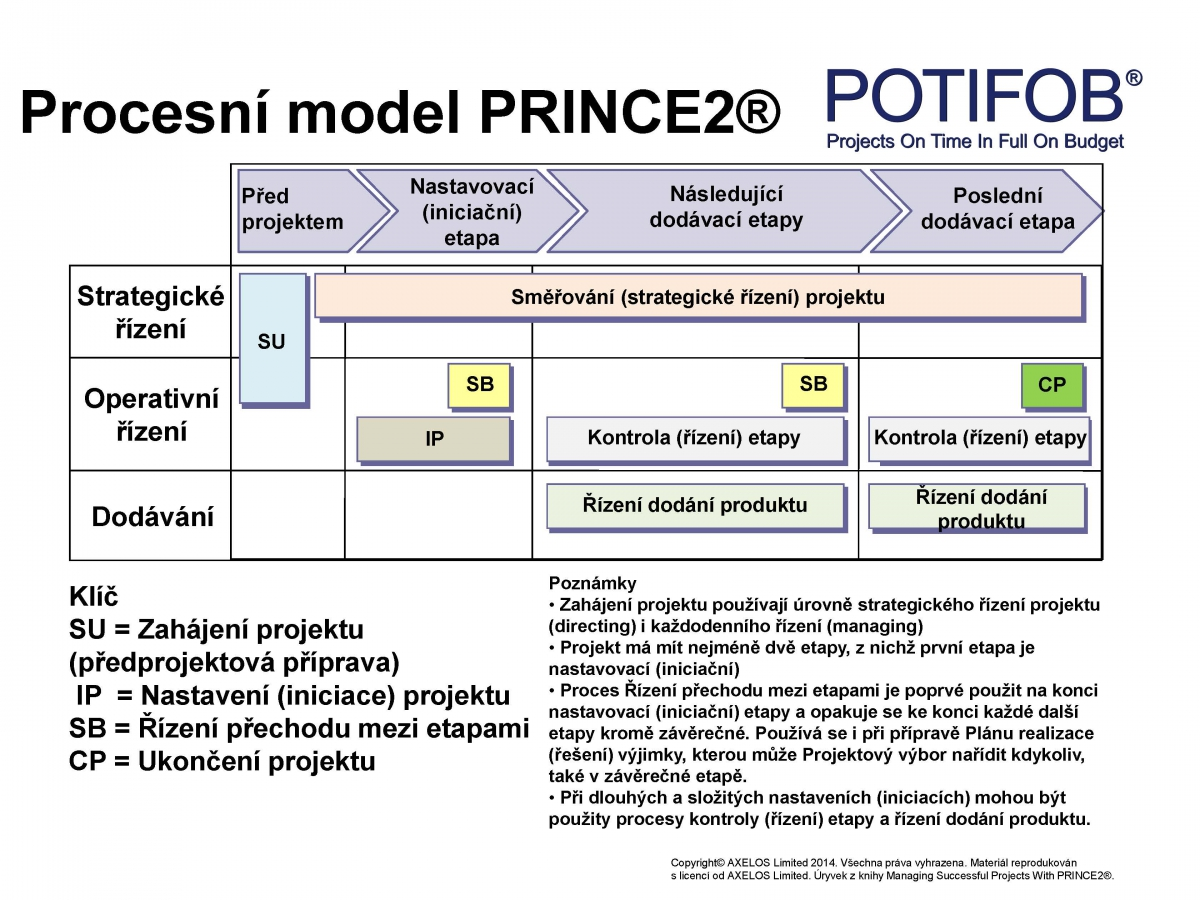 Procesní model PRINCE2®
POTIFOB®
Projects On Time In Full On Budget
Před
projektem
Nastavovací
(iniciační)
etapa
Následující
dodávací etapy
Poslední
dodávací etapa
Strategické
řízení
SU
Směřování (strategické řízení) projektu
Operativní
řízení
SB
SB
CP
IP
Kontrola (řízení) etapy
Kontrola (řízení) etapy
Dodávání
Řízení dodání produktu
Řízení dodání
produktu
Klíč
SU = Zahájení projektu
(předprojektová příprava)
IP = Nastavení (iniciace) projektu
SB = Řízení přechodu mezi etapami
CP = Ukončení projektu
Poznámky
• Zahájení projektu používají úrovně strategického řízení projektu
(directing) i každodenního řízení (managing)
• Projekt má mít nejméně dvě etapy, z nichž první etapa je
nastavovací (iniciační)
• Proces Řízení přechodu mezi etapami je poprvé použit na konci
nastavovací (iniciační) etapy a opakuje se ke konci každé další
etapy kromě závěrečné. Používá se i při přípravě Plánu realizace
(řešení) výjimky, kterou může Projektový výbor nařídit kdykoliv,
také v závěrečné etapě.
• Při dlouhých a složitých nastaveních (iniciacích) mohou být
použity procesy kontroly (řízení) etapy a řízení dodání produktu.
Copyright© AXELOS Limited 2014. Všechna práva vyhrazena. Materiál reprodukován
s licencí od AXELOS Limited. Úryvek z knihy Managing Successful Projects With PRINCE2®.